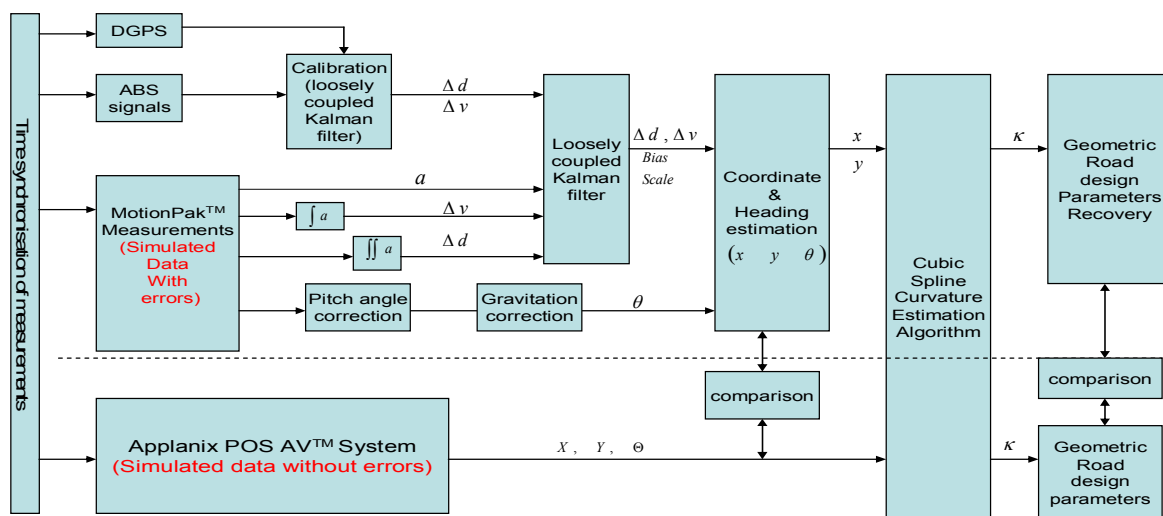 Time synchronisation of measurements
DGPS
ABS
signals
Calibration
(loosely
coupled
Kalman
filter)
Δ d
Δ v
MotionPak™
Measurements
(Simulated
Data
With
errors)
a
∫ a
Δ v
∫∫ a
Δ d
Pitch angle
correction
Gravitation
correction
θ
Loosely
coupled
Kalman
filter
Δ d , Δ v
Bias
Scale
Coordinate
&
Heading
estimation
(x y θ)
x
y
Cubic
Spline
Curvature
Estimation
Algorithm
κ
Geometric
Road
design
Parameters
Recovery
comparison
comparison
Applanix POS AV™ System
(Simulated data without errors)
X , Y , Θ
κ
Geometric
Road
design
parameters